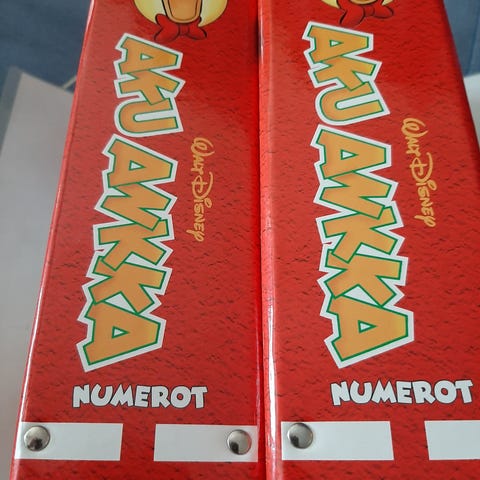 AKU ANKKA
WALT DISNEY
NUMEROT
AKU ANKKA
WALT DISNEY
NUMEROT